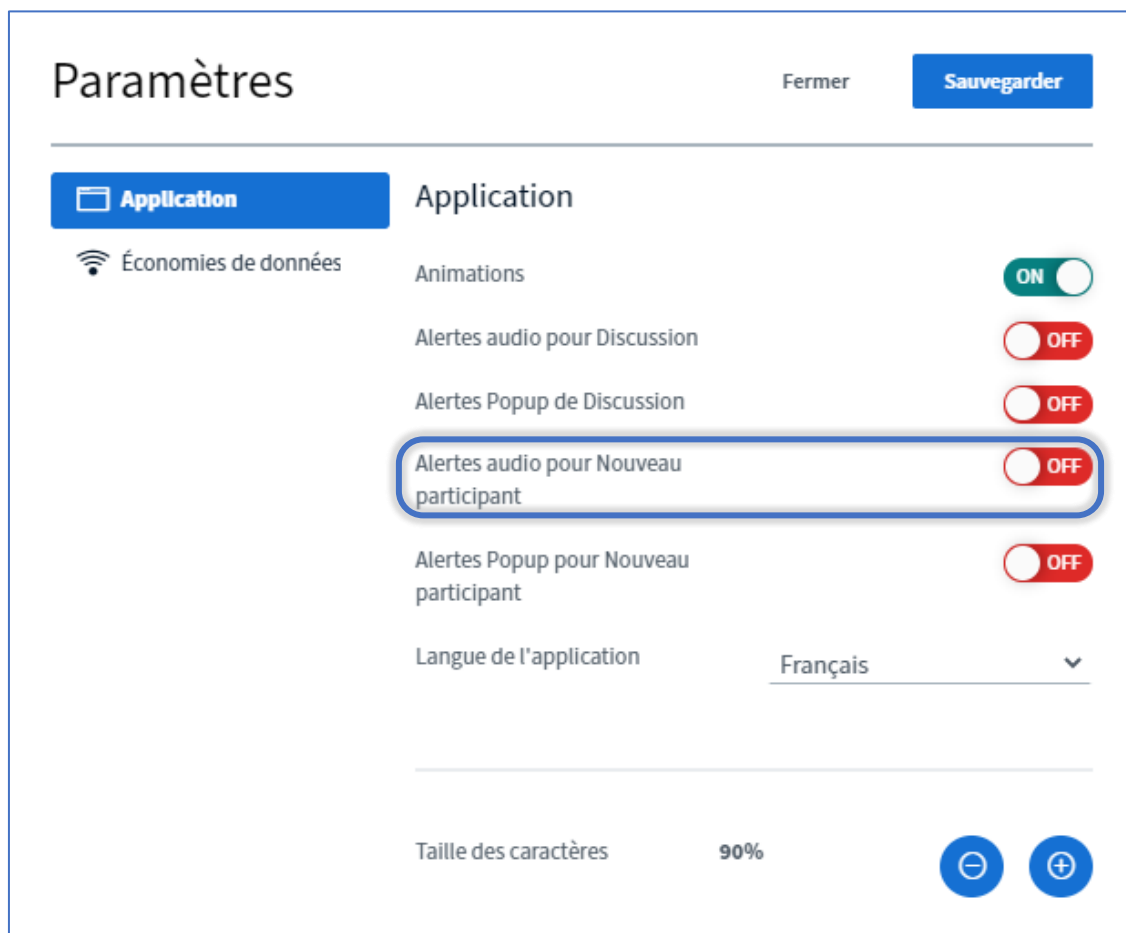 Paramètres
Fermer
Sauvegarder
Application
Économies de données
Application
Animations
ON
Alertes audio pour Discussion
OFF
Alertes Popup de Discussion
OFF
Alertes audio pour Nouveau
participant
OFF
Alertes Popup pour Nouveau
participant
OFF
Langue de l'application
Français
Taille des caractères
90%